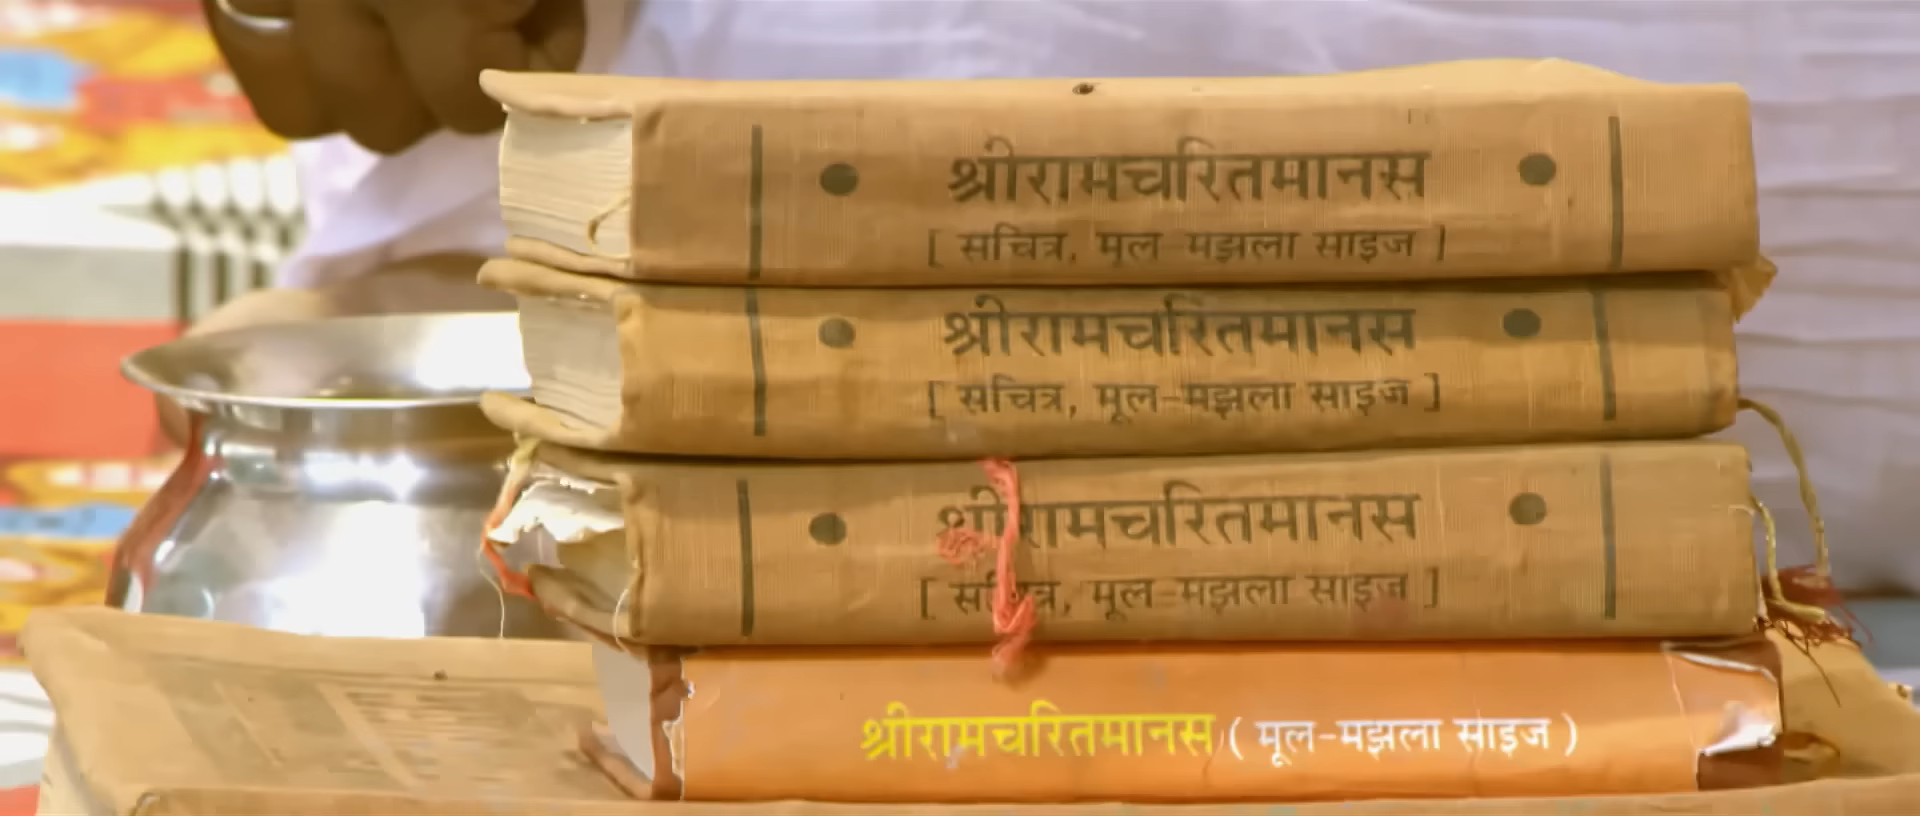 श्रीरामचरितमानस
[ सचित्र, मूल मझला साइज ]
श्रीरामचरितमानस
[ सचित्र, मूल-मझला साइज ]
श्रीरामचरितमानस
[ सचित्र, मूल मझला साइज ]
श्रीरामचरितमानस ( मूल-मझला साइज )